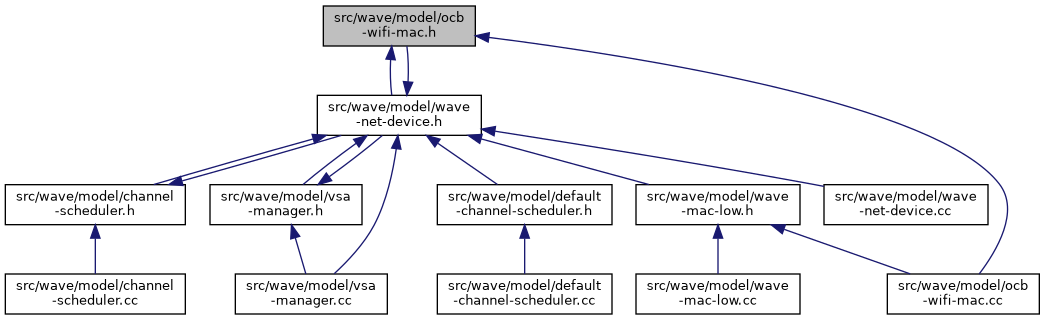 src/wave/model/ocb
-wifi-mac.h
src/wave/model/wave
-net-device.h
src/wave/model/channel
-scheduler.h
src/wave/model/vsa
-manager.h
src/wave/model/default
-channel-scheduler.h
src/wave/model/wave
-mac-low.h
src/wave/model/wave
-net-device.cc
src/wave/model/channel
-scheduler.cc
src/wave/model/vsa
-manager.cc
src/wave/model/default
-channel-scheduler.cc
src/wave/model/wave
-mac-low.cc
src/wave/model/ocb
-wifi-mac.cc